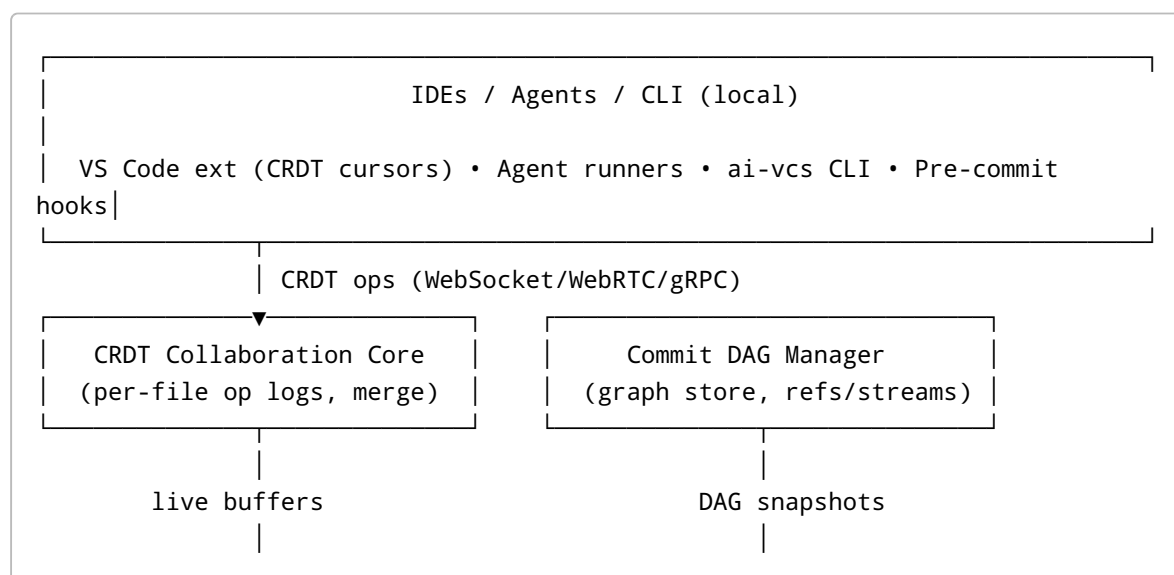 IDEs / Agents / CLI (local)
VS Code ext (CRDT cursors) • Agent runners • ai-vcs CLI • Pre-commit
hooks
CRDT ops (WebSocket/WebRTC/gRPC)
CRDT Collaboration Core Commit DAG Manager
(per-file op logs, merge) (graph store, refs/streams)
live buffers DAG snapshots